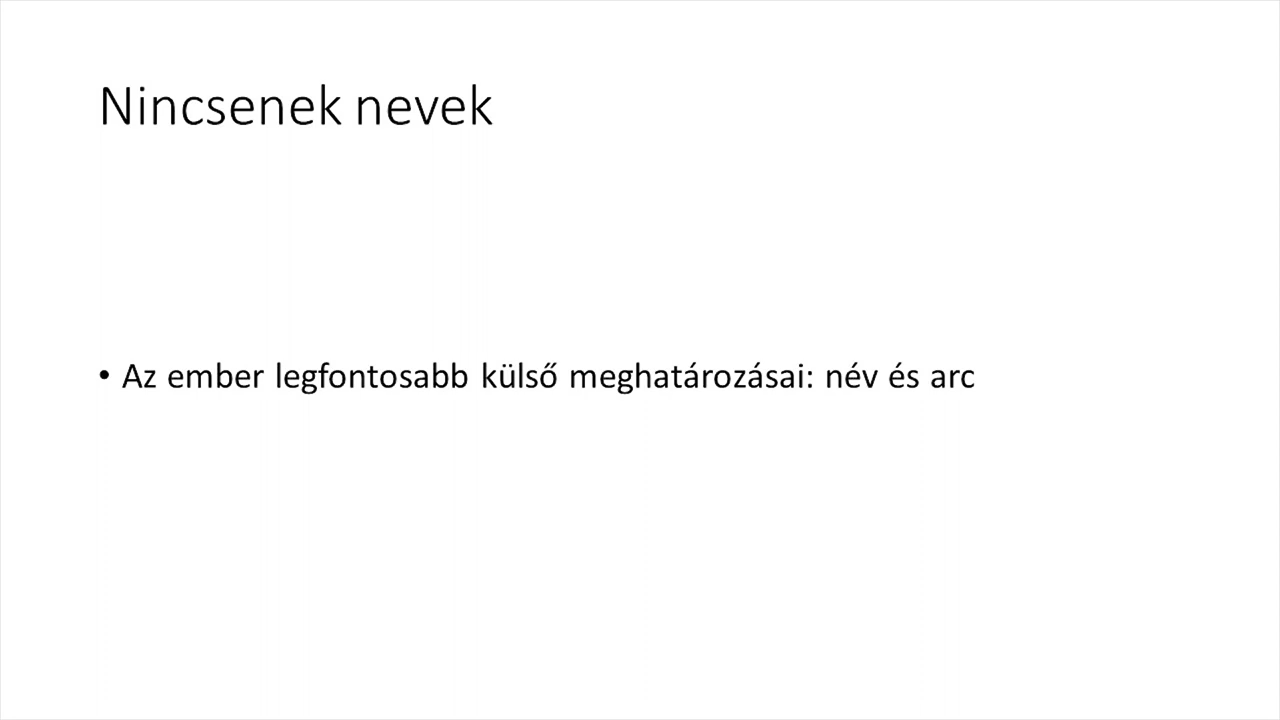 Nincsenek nevek
• Az ember legfontosabb külső meghatározásai: név és arc